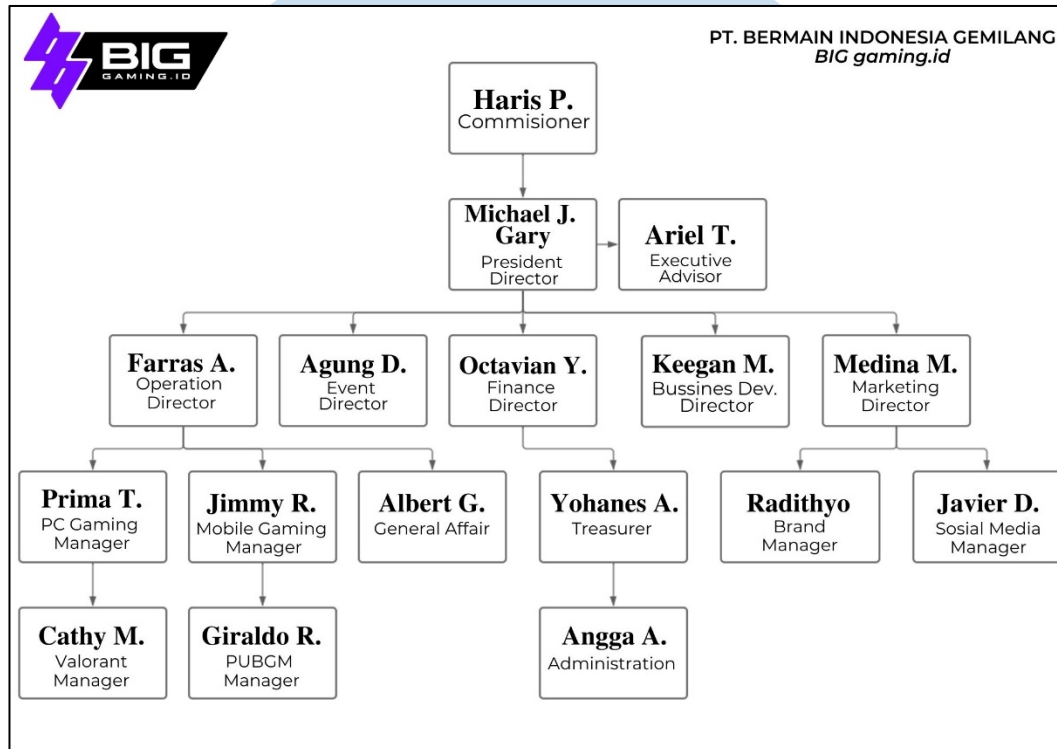 BIG
GAMING.ID
PT. BERMAIN INDONESIA GEMILANG
BIG gaming.id
Haris P.
Commisioner
Michael J.
Gary
President
Director
Ariel T.
Executive
Advisor
Farras A.
Operation
Director
Agung D.
Event
Director
Octavian Y.
Finance
Director
Keegan M.
Bussines Dev.
Director
Medina M.
Marketing
Director
Prima T.
PC Gaming
Manager
Jimmy R.
Mobile Gaming
Manager
Albert G.
General Affair
Yohanes A.
Treasurer
Radithyo
Brand
Manager
Javier D.
Sosial Media
Manager
Cathy M.
Valorant
Manager
Giraldo R.
PUBGM
Manager
Angga A.
Administration